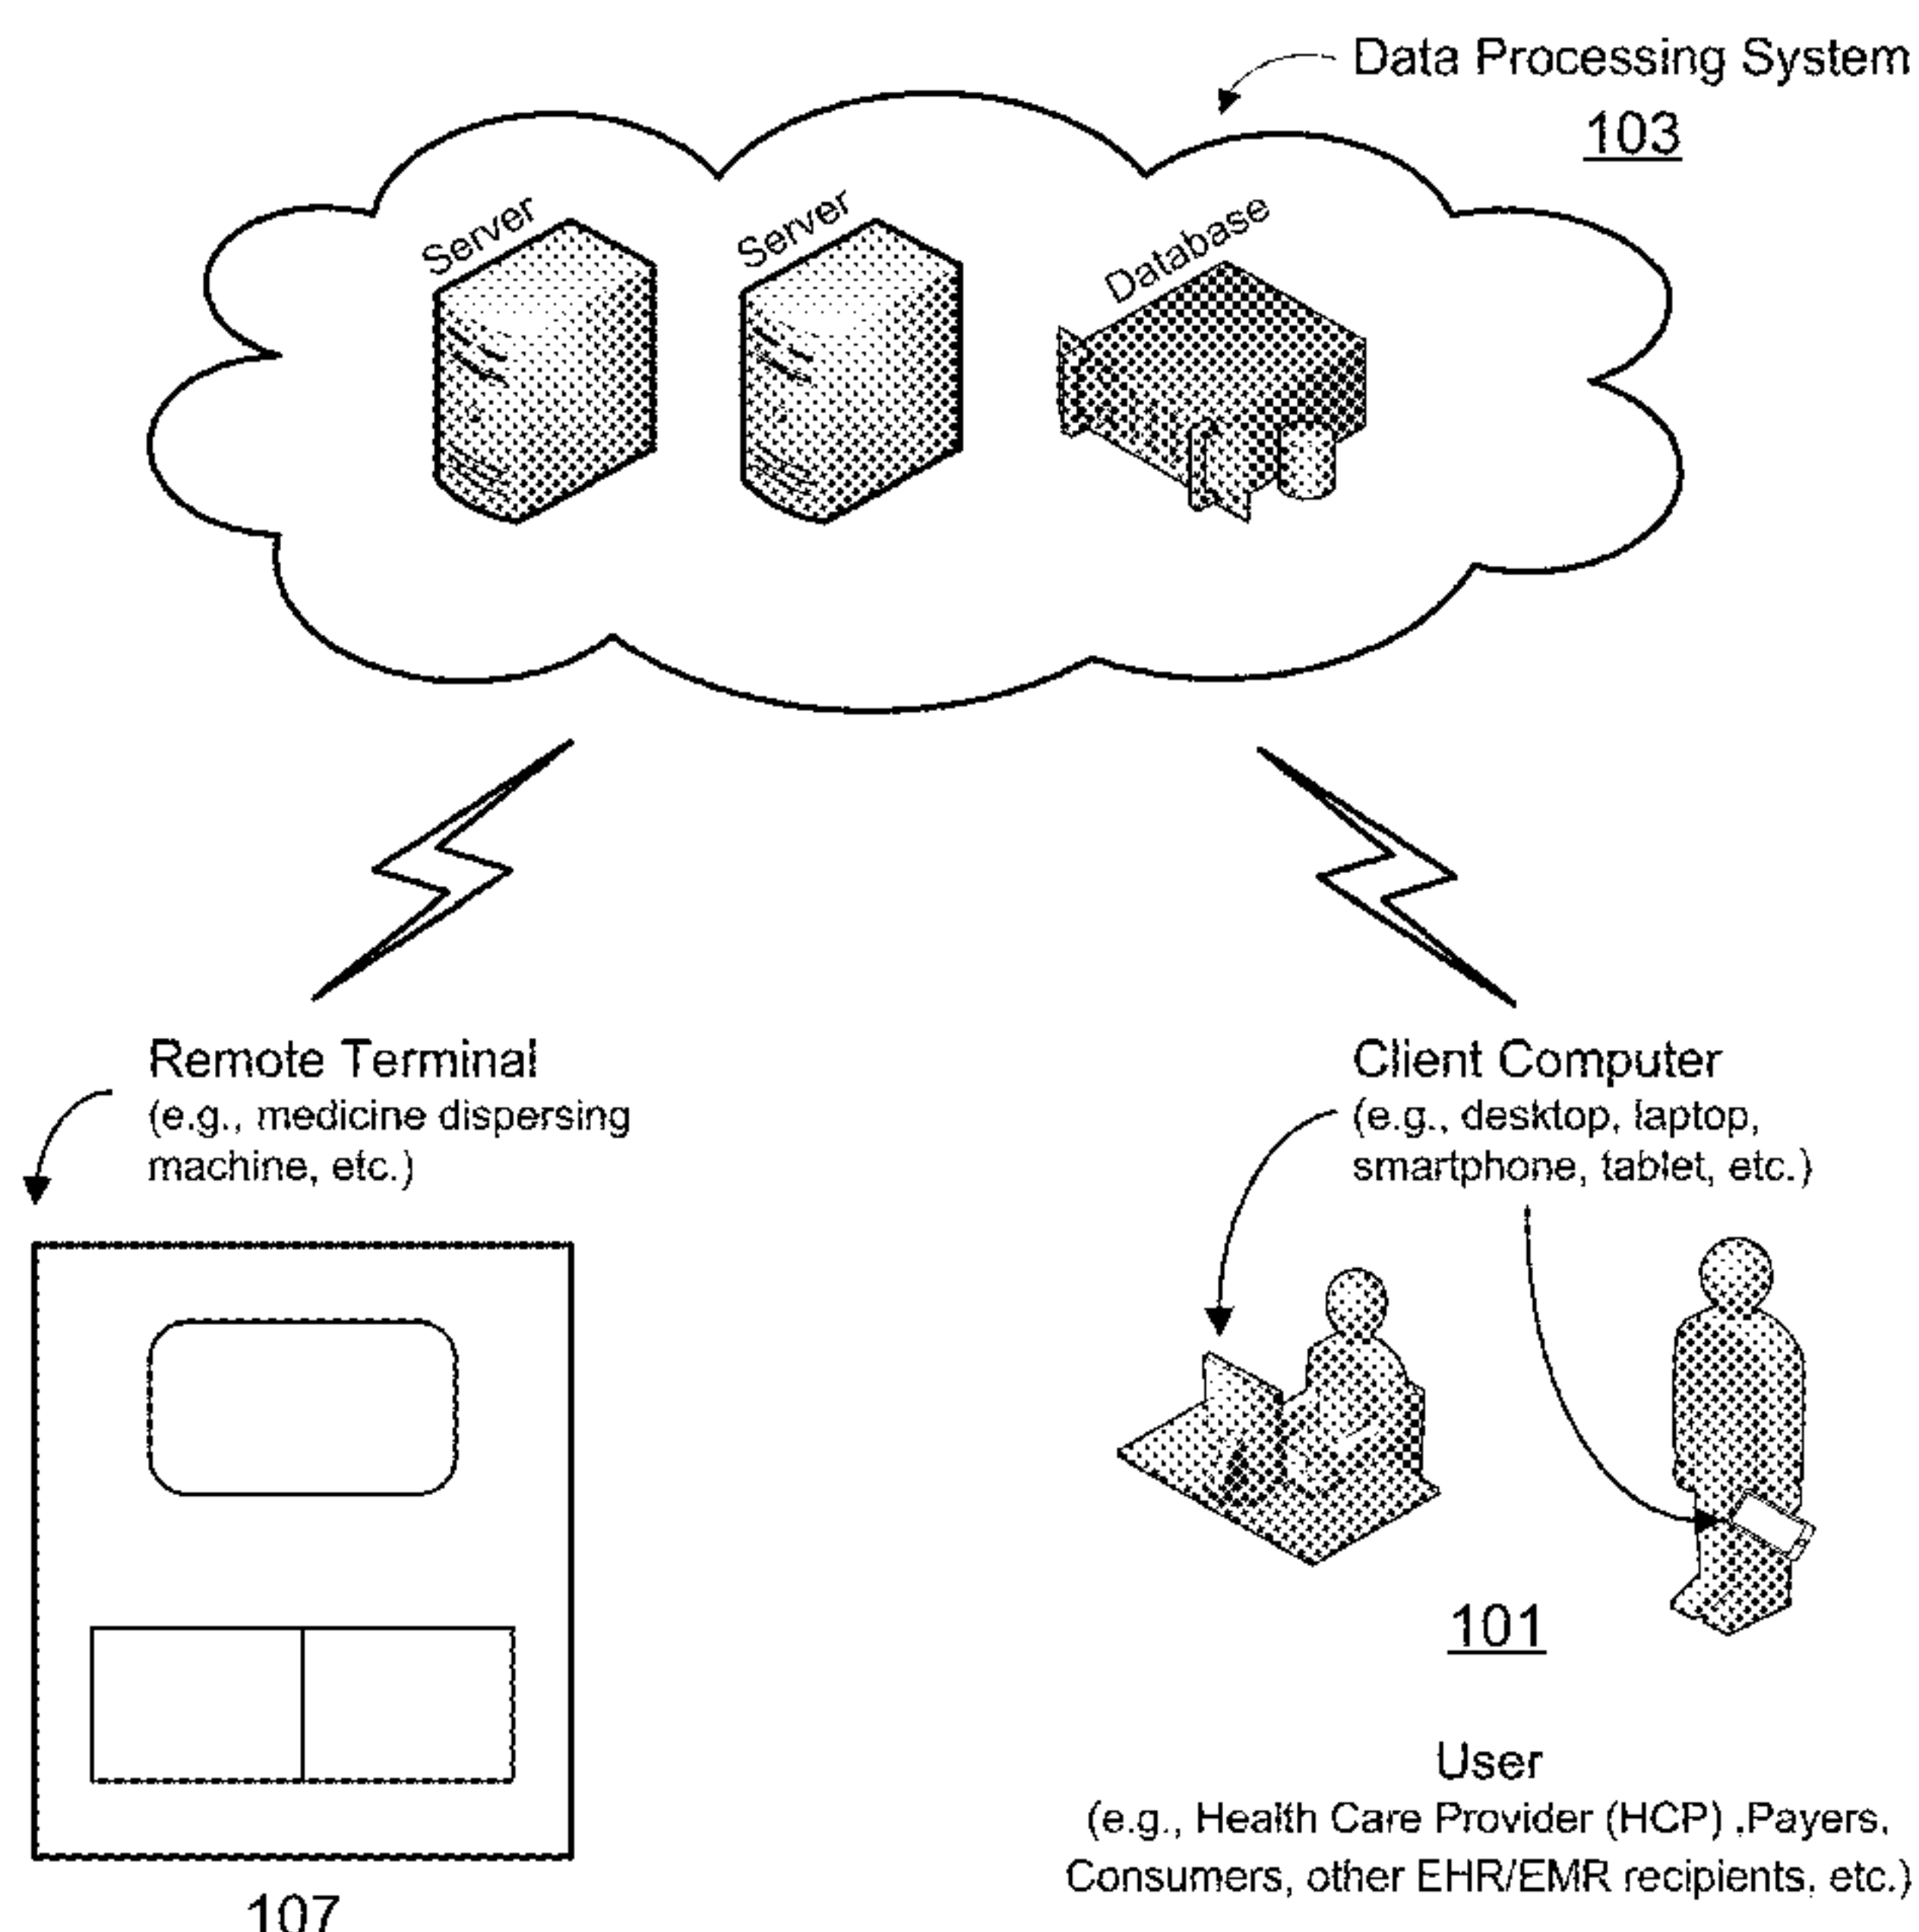 Data Processing System
103
Server
Server
Database
Remote Terminal
(e.g., medicine dispersing
machine, etc.)
107
Client Computer
(e.g., desktop, laptop,
smartphone, tablet, etc.)
101
User
(e.g., Health Care Provider (HCP) .Payers,
Consumers, other EHR/EMR recipients, etc.)